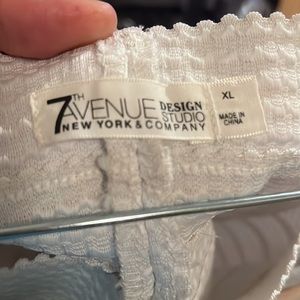 7TH AVENUE DESIGN STUDIO
NEW YORK & COMPANY
XL
MADE IN
CHINA